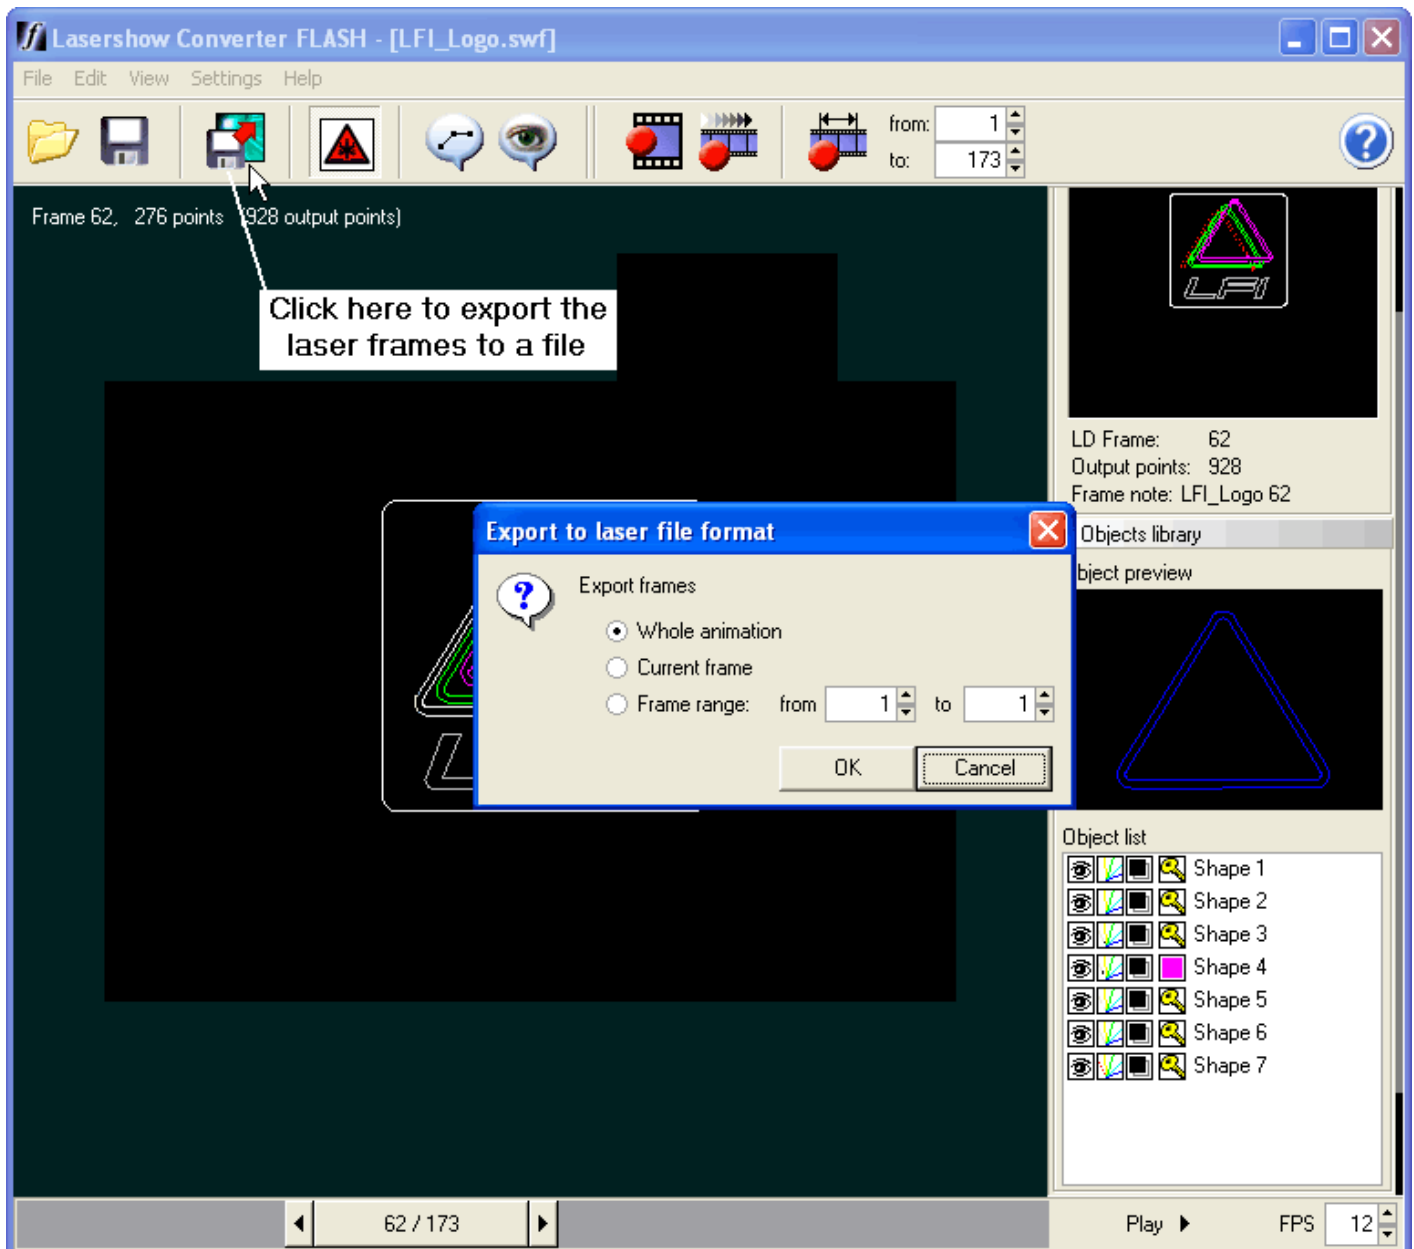 Lasershow Converter FLASH - [LFI_Logo.swf]
File Edit View Settings Help
from: 1
to: 173
Frame 62, 276 points (928 output points)
Click here to export the
laser frames to a file
LFI
LD Frame: 62
Output points: 928
Frame note: LFI_Logo 62
Objects library
bject preview
Export to laser file format
Export frames
Whole animation
Current frame
Frame range: from 1 to 1
OK Cancel
Object list
Shape 1
Shape 2
Shape 3
Shape 4
Shape 5
Shape 6
Shape 7
62 / 173
Play FPS 12